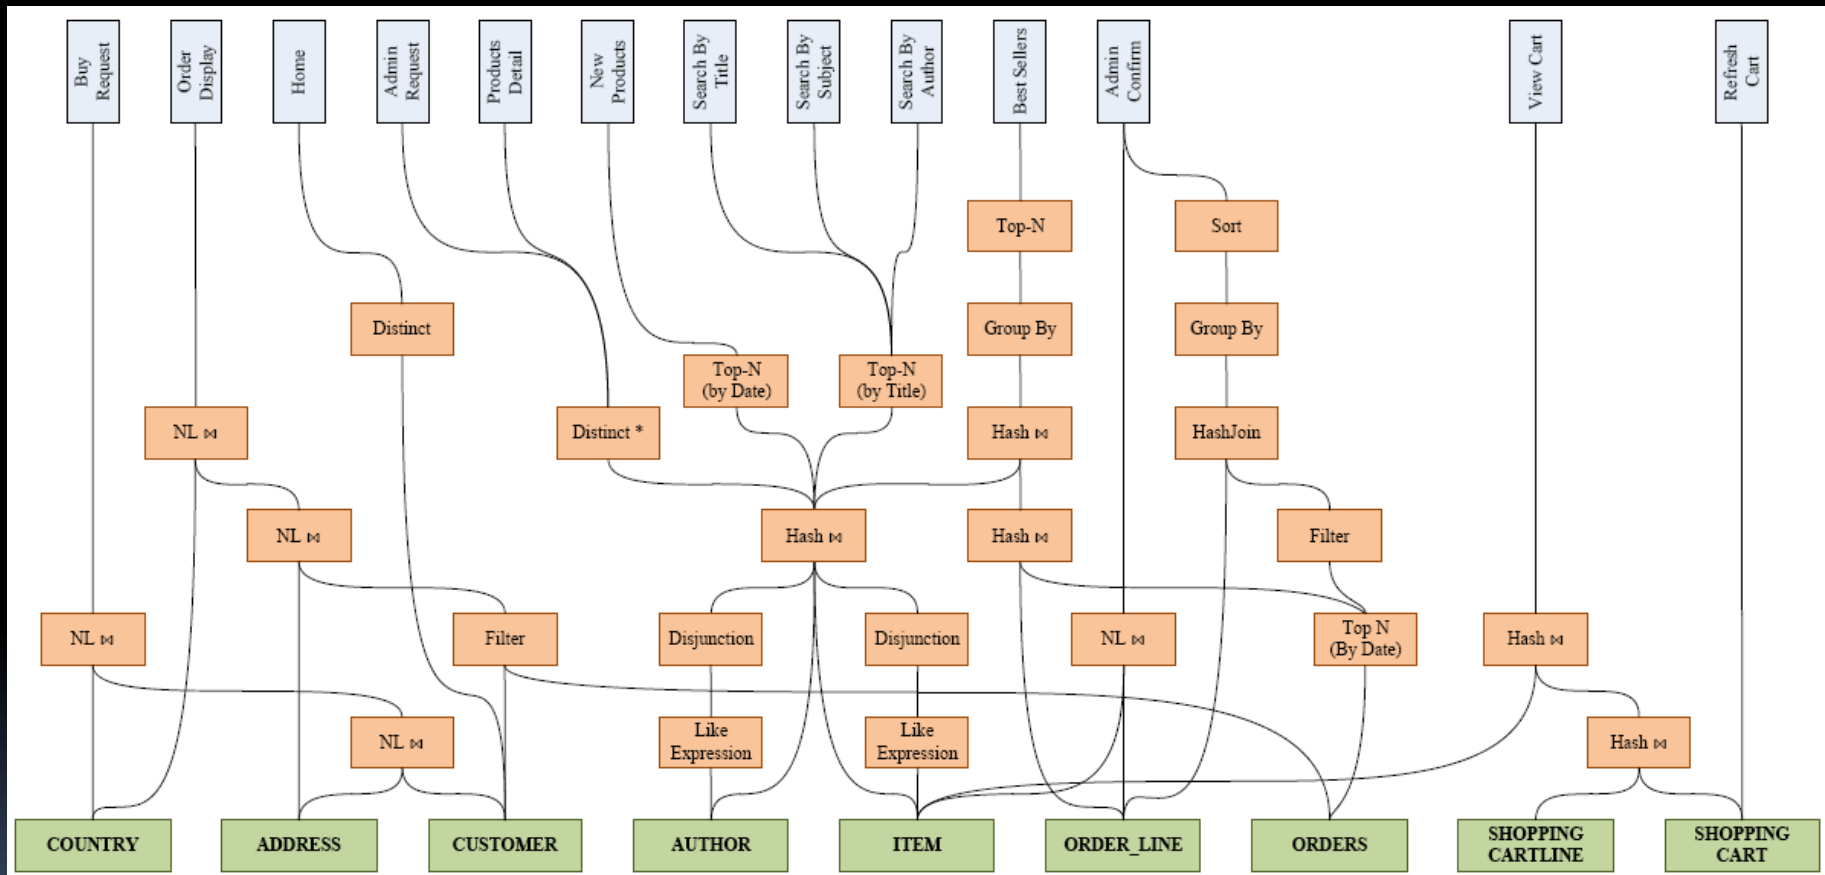 Buy
Request
Order
Display
Home
Admin
Request
Products
Detail
New
Products
Search By
Title
Search By
Subject
Search By
Author
Best Sellers
Admin
Confirm
View Cart
Refresh
Cart
Top-N
Sort
Distinct
Group By
Group By
Top-N
(by Date)
Top-N
(by Title)
NL ⋈
Distinct *
Hash ⋈
HashJoin
NL ⋈
Hash ⋈
Hash ⋈
Filter
NL ⋈
Filter
Disjunction
Disjunction
NL ⋈
Top N
(By Date)
Hash ⋈
NL ⋈
Like
Expression
Like
Expression
Hash ⋈
COUNTRY
ADDRESS
CUSTOMER
AUTHOR
ITEM
ORDER_LINE
ORDERS
SHOPPING
CARTLINE
SHOPPING
CART